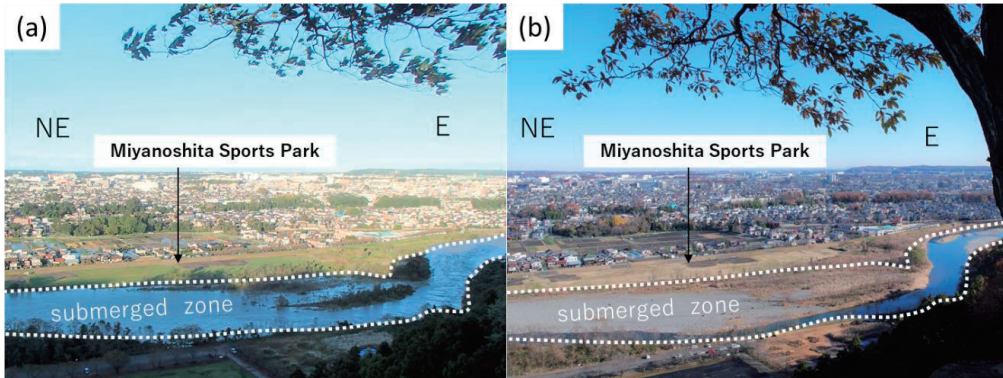 (a)
NE
E
Miyanoshita Sports Park
submerged zone
(b)
NE
E
Miyanoshita Sports Park
submerged zone